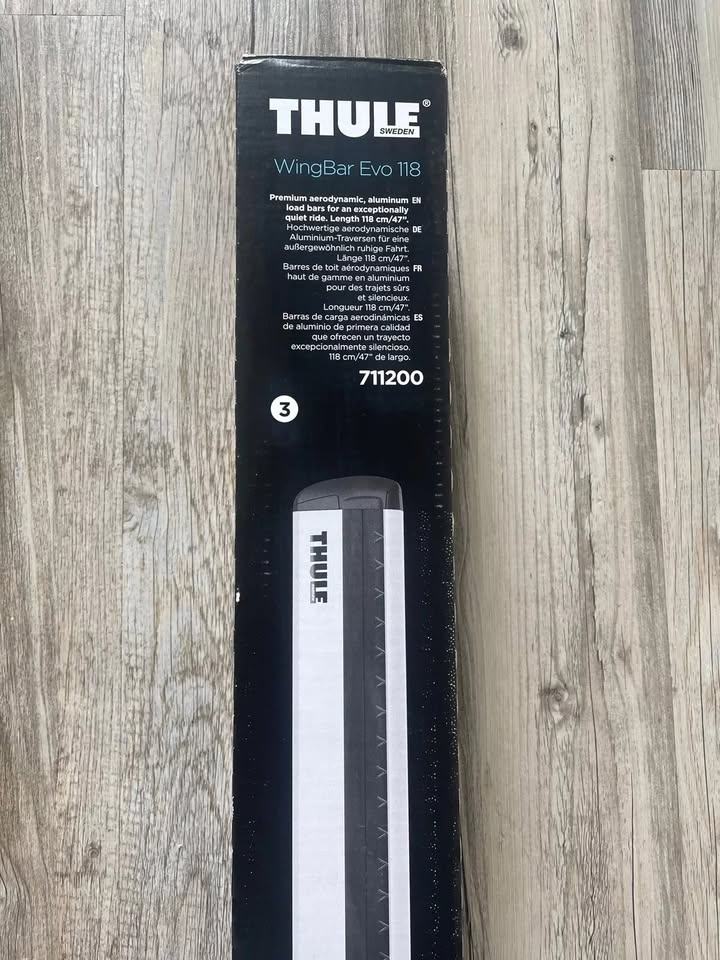 THULE®
SWEDEN
WingBar Evo 118
Premium aerodynamic, aluminum EN
load bars for an exceptionally
quiet ride. Length 118 cm/47".
Hochwertige aerodynamische DE
Aluminium-Traversen für eine
außergewöhnlich ruhige Fahrt.
Länge 118 cm/47".
Barres de toit aérodynamiques FR
haut de gamme en aluminium
pour des trajets sûrs
et silencieux.
Longueur 118 cm/47".
Barras de carga aerodinámicas ES
de aluminio de primera calidad
que ofrecen un trayecto
excepcionalmente silencioso.
118 cm/47" de largo.
711200
3
THULE